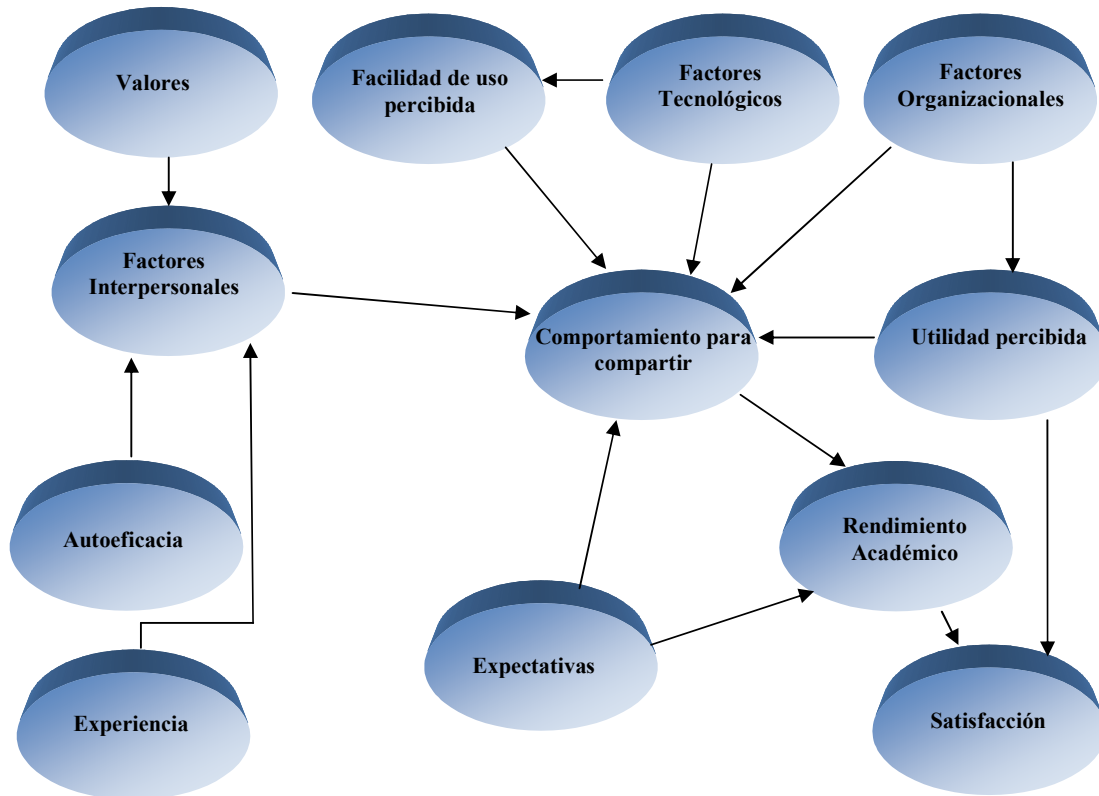 Valores
Facilidad de uso
percibida
Factores
Tecnológicos
Factores
Organizacionales
Factores
Interpersonales
Comportamiento para
compartir
Utilidad percibida
Autoeficacia
Rendimiento
Académico
Expectativas
Experiencia
Satisfacción